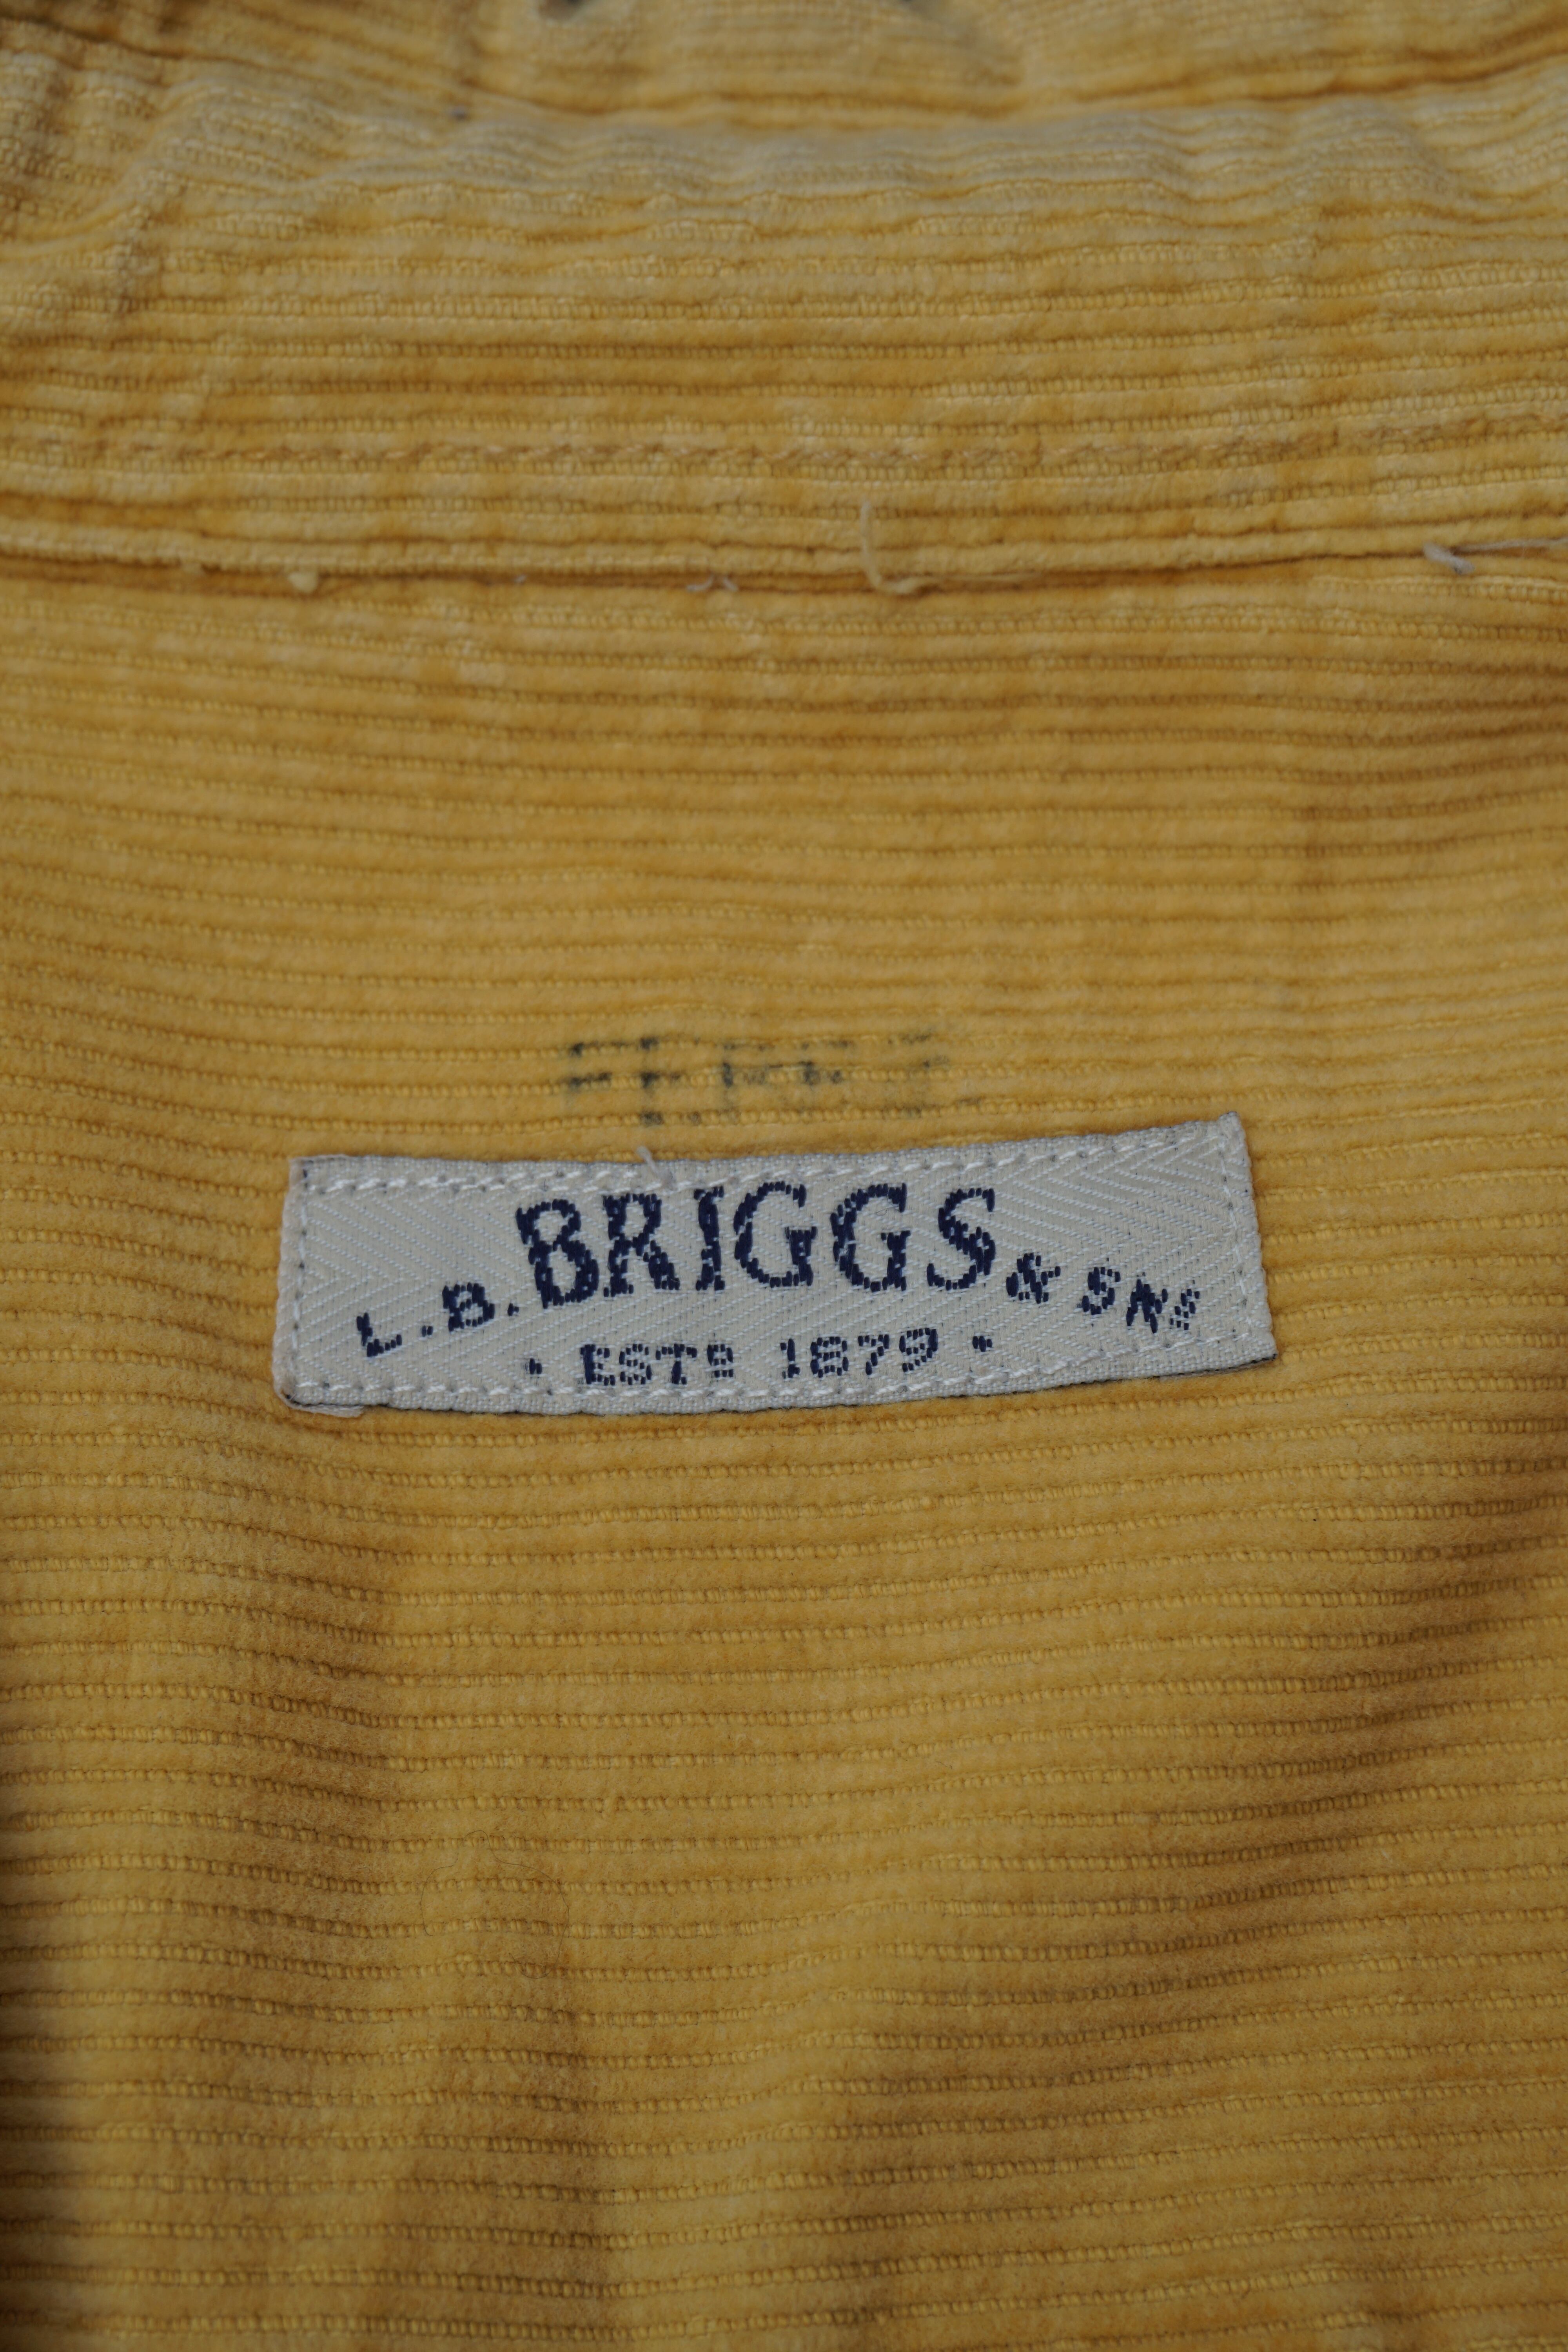 L.B. BRIGGS & SNS
· ESTD 1879 ·